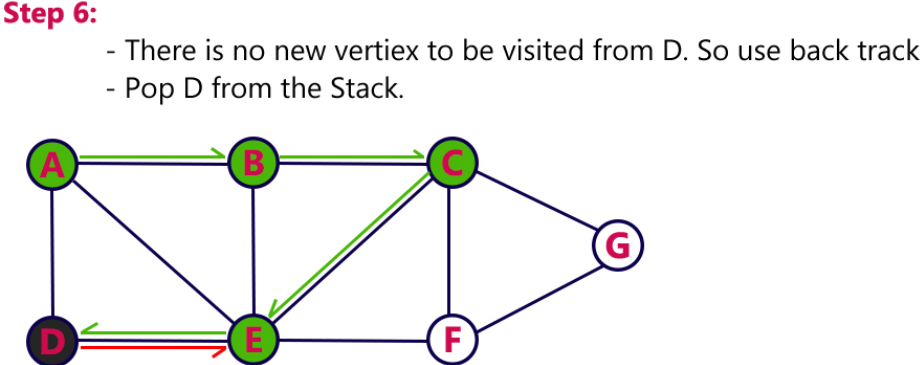 Step 6:
- There is no new vertiex to be visited from D. So use back track
- Pop D from the Stack.
A B C
G
D E F